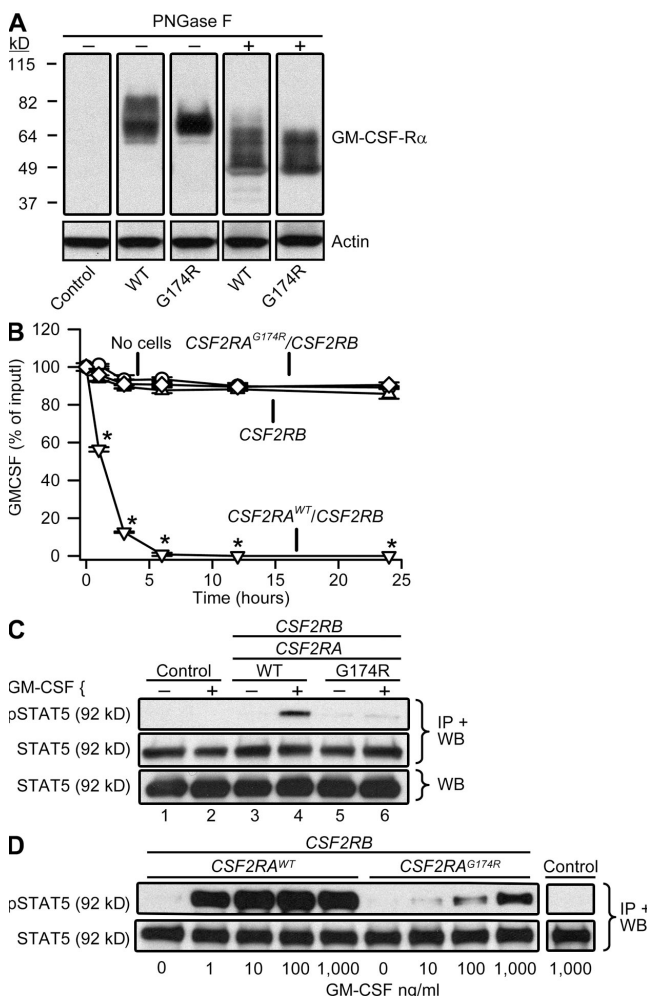 A
PNGase F
kD – – – + +
115
82
64
49
37
GM-CSF-Rα
Actin
Control WT G174R WT G174R
B
120
100
80
60
40
20
0
GMCSF (% of input)
No cells CSF2RA^G174R/CSF2RB
CSF2RB
CSF2RA^WT/CSF2RB
* * * * *
0 5 10 15 20 25
Time (hours)
C
CSF2RB
CSF2RA
Control WT G174R
GM-CSF { – + – + – +
pSTAT5 (92 kD)
STAT5 (92 kD)
IP + WB
STAT5 (92 kD) WB
1 2 3 4 5 6
D
CSF2RB
CSF2RA^WT CSF2RA^G174R Control
pSTAT5 (92 kD)
STAT5 (92 kD)
IP + WB
0 1 10 100 1,000 0 10 100 1,000 1,000
GM-CSF ng/ml